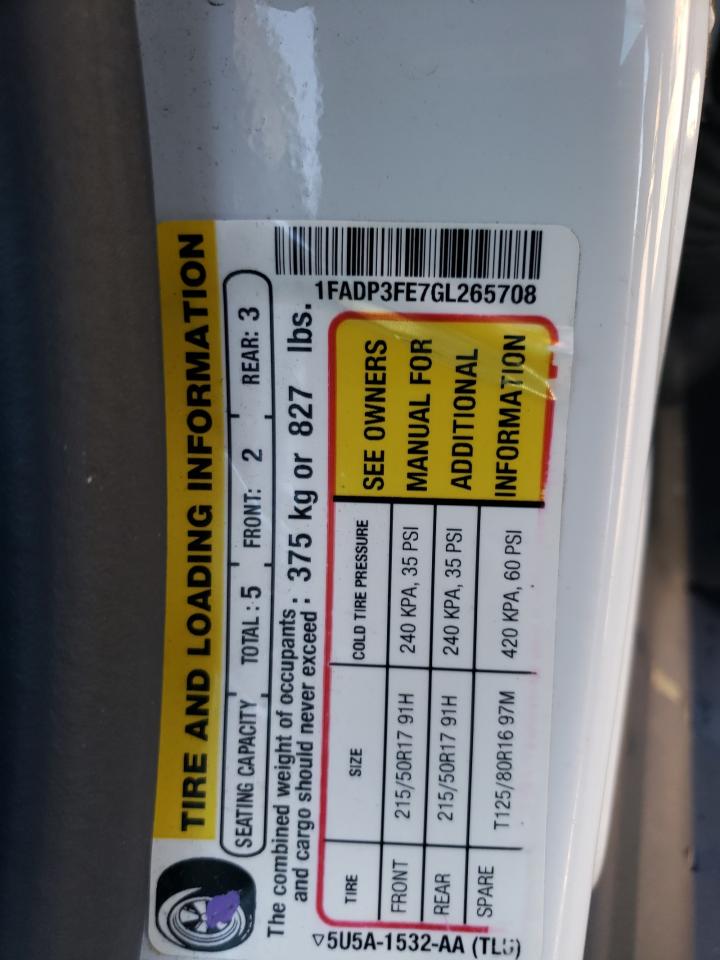 TIRE AND LOADING INFORMATION
SEATING CAPACITY TOTAL : 5 FRONT: 2 REAR: 3
The combined weight of occupants
and cargo should never exceed : 375 kg or 827 lbs.
TIRE SIZE COLD TIRE PRESSURE
FRONT 215/50R17 91H 240 KPA, 35 PSI
REAR 215/50R17 91H 240 KPA, 35 PSI
SPARE T125/80R16 97M 420 KPA, 60 PSI
SEE OWNERS
MANUAL FOR
ADDITIONAL
INFORMATION
5U5A-1532-AA
1FADP3FE7GL265708